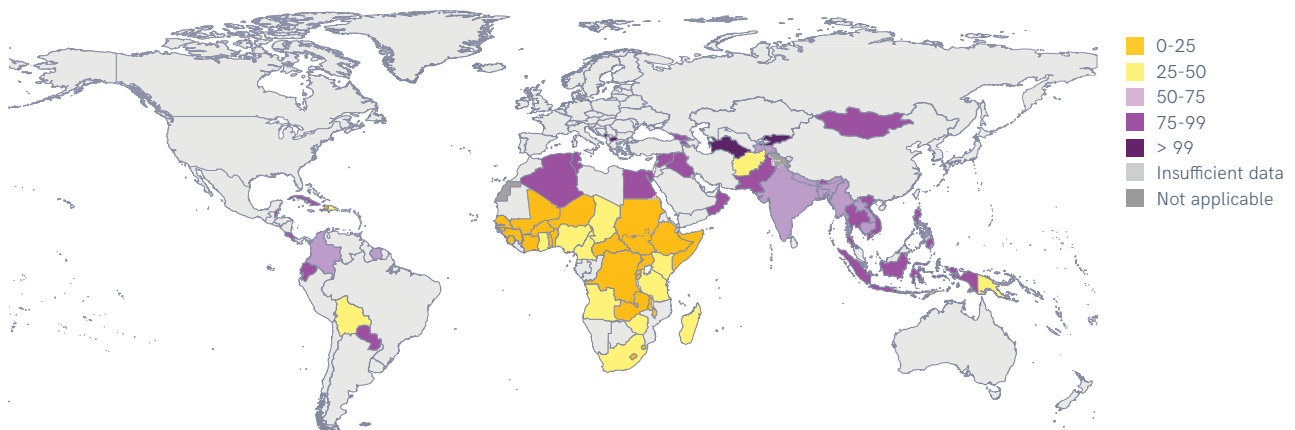 0-25
25-50
50-75
75-99
> 99
Insufficient data
Not applicable